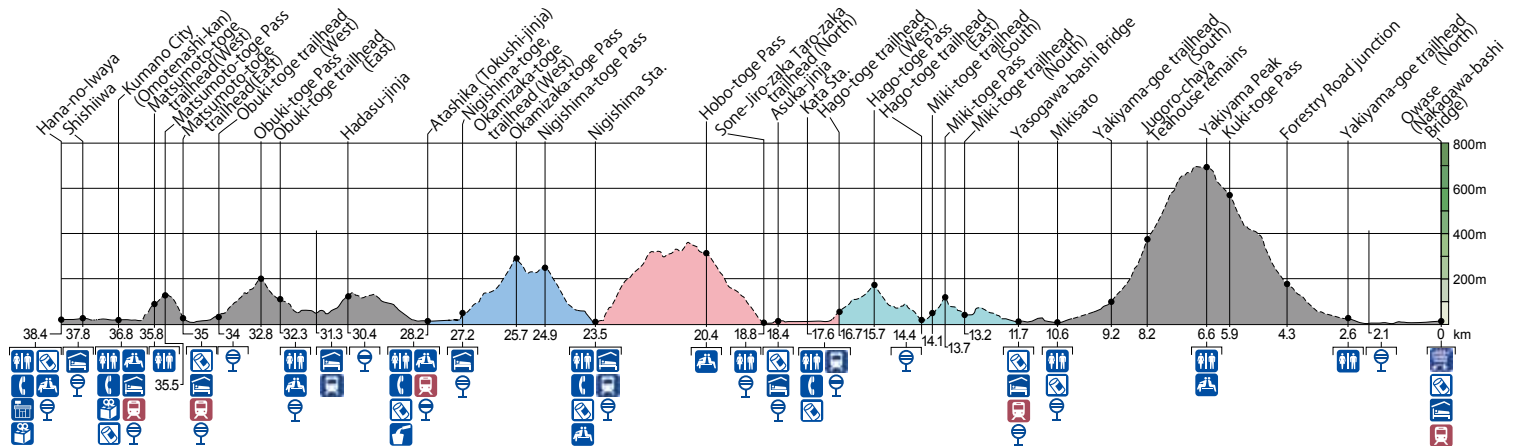 Hana-no-Iwaya
Shishiiwa
Kumano City
(Omotenashi-kan)
Matsumoto-toge
trailhead(West)
Matsumoto-toge Pass
Matsumoto-toge
trailhead(East)
Obuki-toge trailhead
(West)
Obuki-toge Pass
Obuki-toge trailhead
(East)
Hadasu-jinja
Atashika (Tokushi-jinja)
Nigishima-toge,
Okamizaka-toge
trailhead (West)
Okamizaka-toge Pass
Nigishima-toge Pass
Nigishima Sta.
Hobo-toge Pass
Sone-Jiro-zaka Taro-zaka
trailhead (North)
Asuka-jinja
Kata Sta.
Hago-toge trailhead
(West)
Hago-toge Pass
Hago-toge trailhead
(East)
Miki-toge trailhead
(South)
Miki-toge Pass
Miki-toge trailhead
(North)
Yasogawa-bashi Bridge
Mikisato
Yakiyama-goe trailhead
(South)
Jugoro-chaya
Teahouse remains
Yakiyama Peak
Kuki-toge Pass
Forestry Road junction
Yakiyama-goe trailhead
(North)
Owase
(Nakagawa-bashi
Bridge)
800m
600m
400m
200m
38.4 37.8 36.8 35.8 35 34 32.8 32.3 31.3 30.4 28.2 27.2 25.7 24.9 23.5 20.4 18.8 18.4 17.6 16.7 15.7 14.4 14.1 13.7 13.2 11.7 10.6 9.2 8.2 6.6 5.9 4.3 2.6 2.1 0 km
35.5